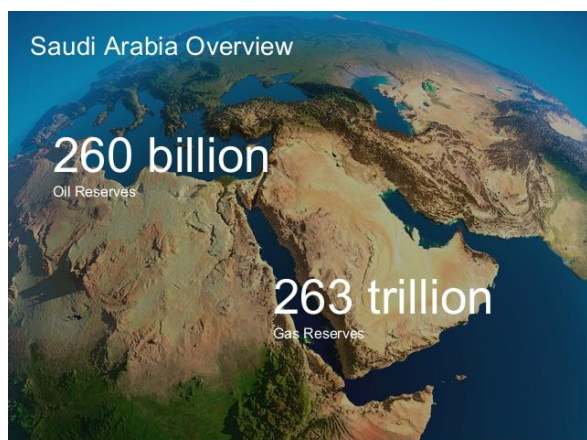 Saudi Arabia Overview
260 billion
Oil Reserves
263 trillion
Gas Reserves